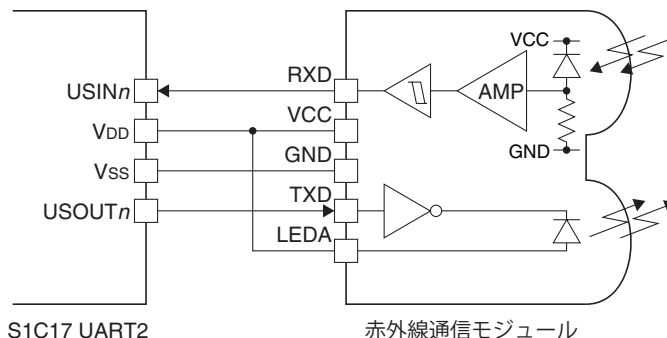 VCC
RXD
USINn
AMP
VCC
VDD
GND
GND
VSS
TXD
USOUTn
LEDA
S1C17 UART2
赤外線通信モジュール